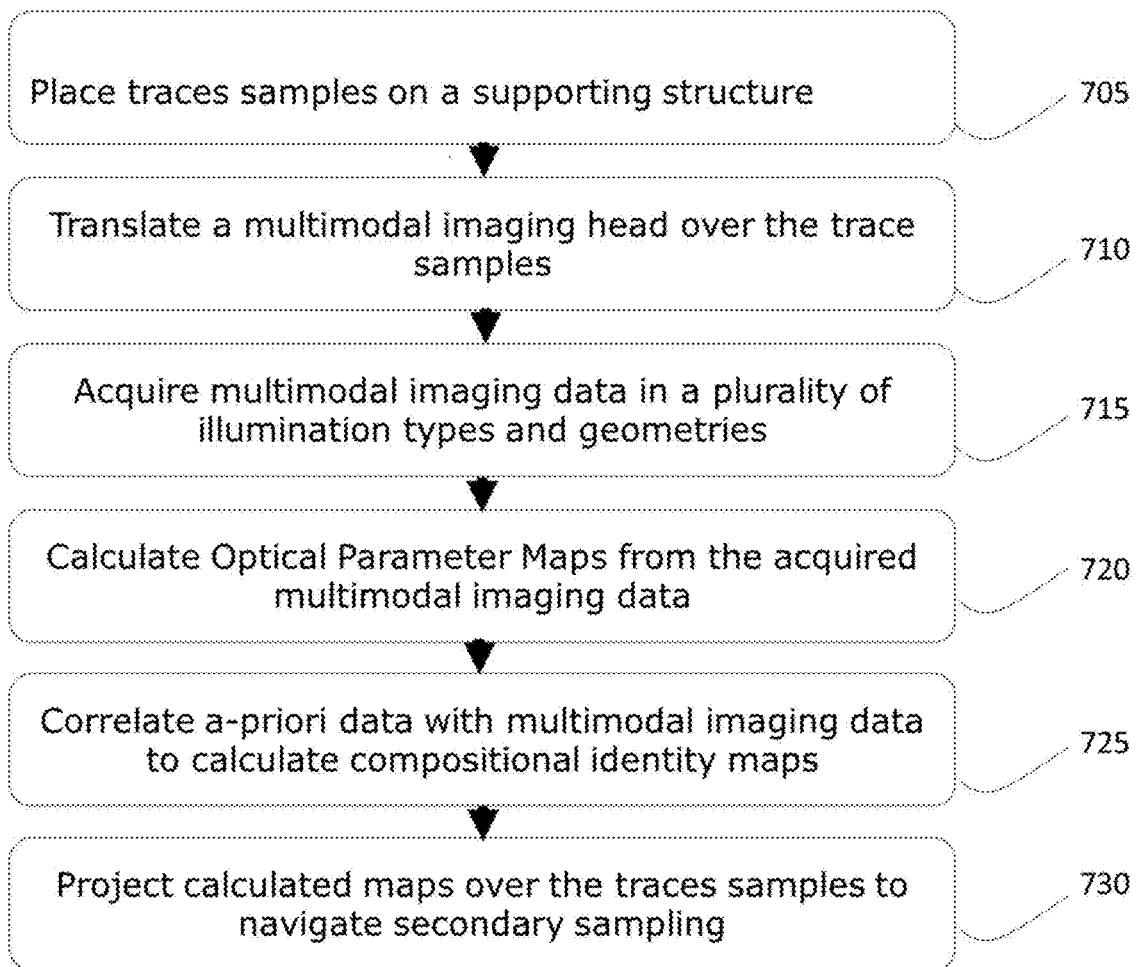 Place traces samples on a supporting structure
705
Translate a multimodal imaging head over the trace
samples
710
Acquire multimodal imaging data in a plurality of
illumination types and geometries
715
Calculate Optical Parameter Maps from the acquired
multimodal imaging data
720
Correlate a-priori data with multimodal imaging data
to calculate compositional identity maps
725
Project calculated maps over the traces samples to
navigate secondary sampling
730